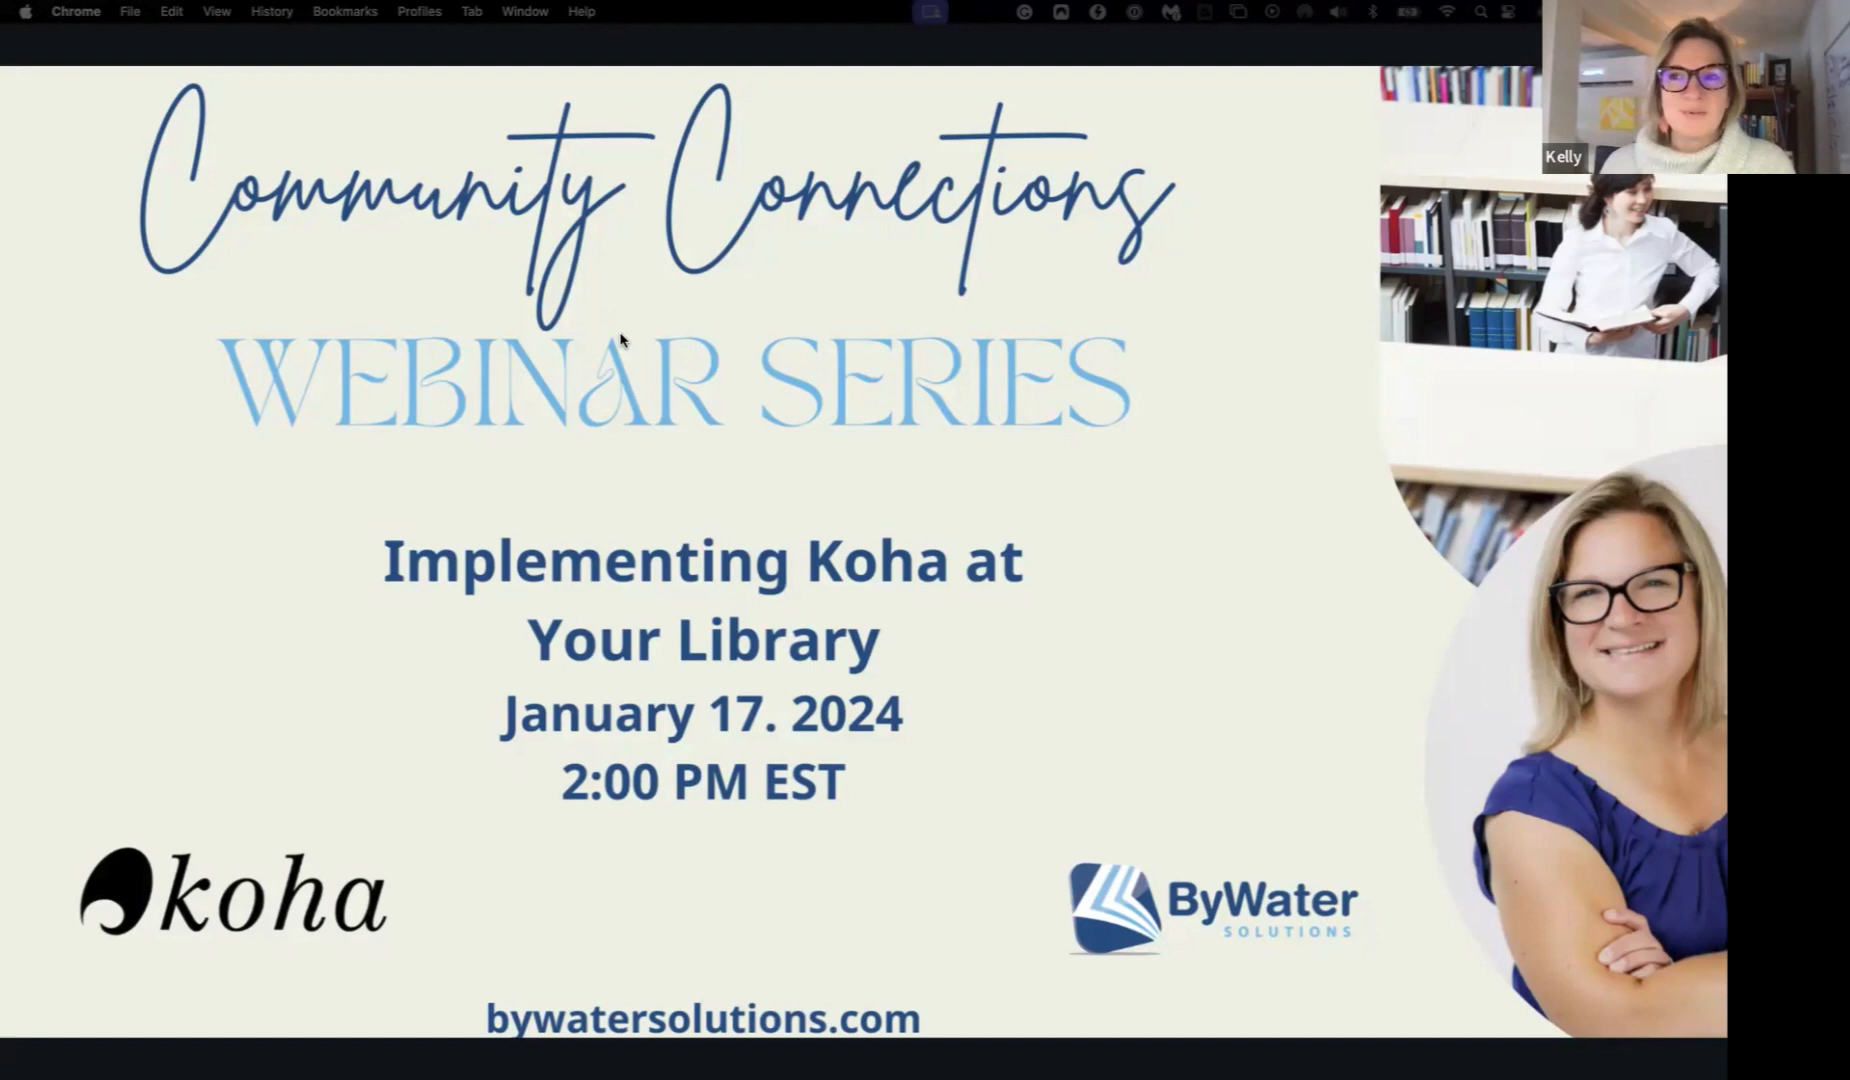 Chrome File Edit View History Bookmarks Profiles Tab Window Help
Kelly
Community Connections
WEBINAR SERIES
Implementing Koha at
Your Library
January 17. 2024
2:00 PM EST
koha
ByWater
SOLUTIONS
bywatersolutions.com